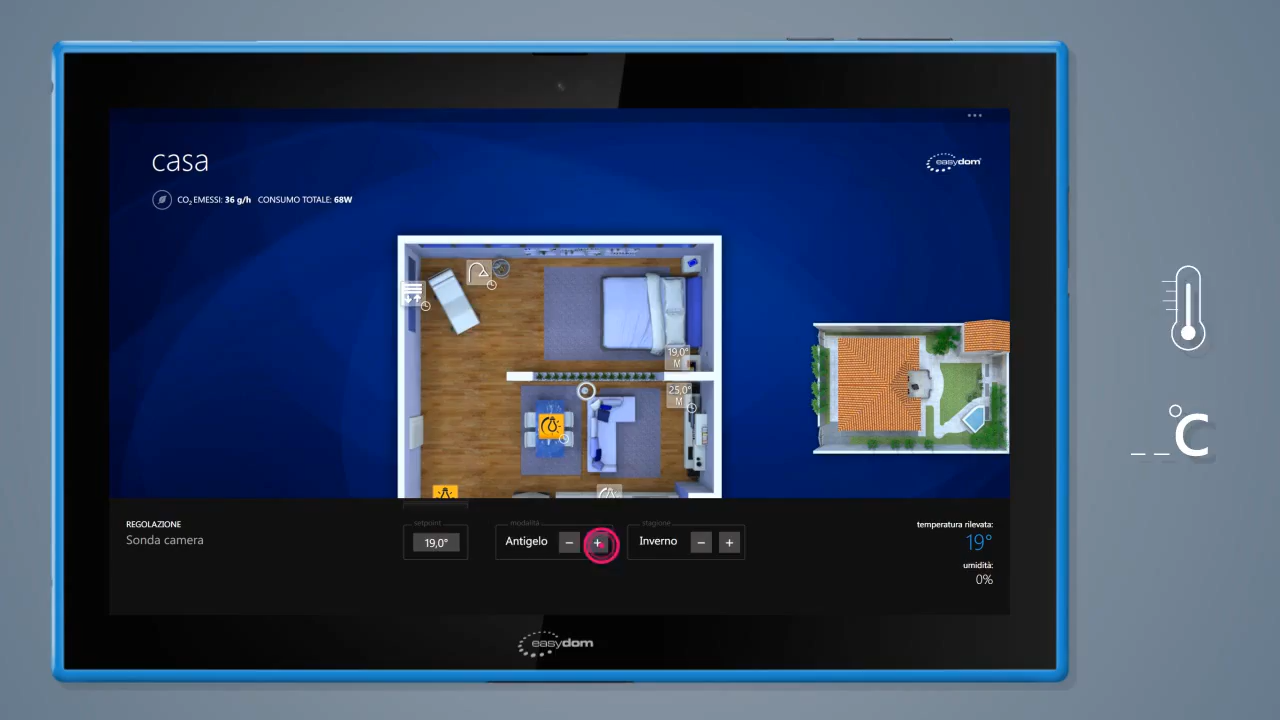 casa
easydom
CO₂ EMESSI: 36 g/h CONSUMO TOTALE: 68W
19,0°
M
25,0°
M
REGOLAZIONE
Sonda camera
setpoint
19,0°
modalità
Antigelo − +
stagione
Inverno − +
temperatura rilevata:
19°
umidità:
0%
easydom
_ _°C